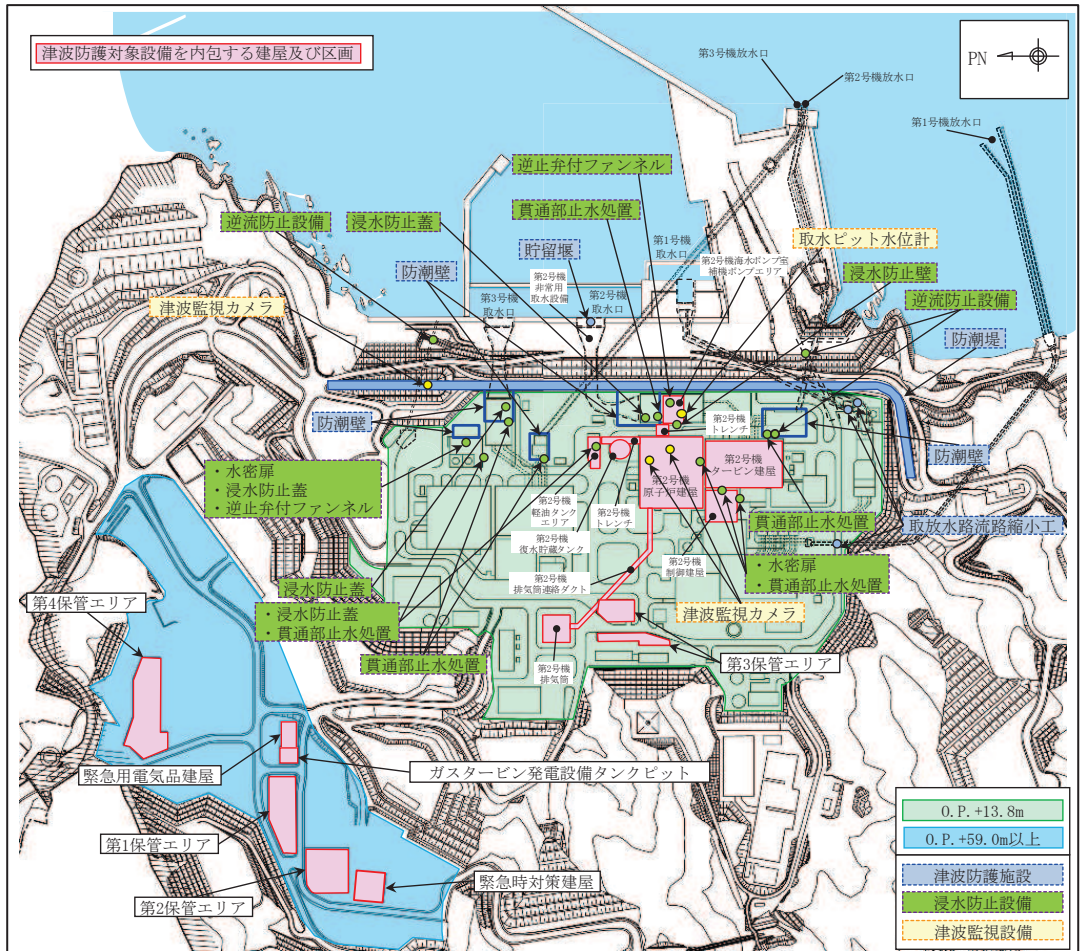 津波防護対象設備を内包する建屋及び区画
PN
第3号機放水口
第2号機放水口
第1号機放水口
逆止弁付ファンネル
貫通部止水処置
逆流防止設備
浸水防止蓋
貯留堰
第1号機
取水口
第2号機海水ポンプ室
補機ポンプエリア
取水ピット水位計
浸水防止壁
逆流防止設備
防潮堤
防潮壁
第2号機
非常用
取水設備
第3号機
取水口
第2号機
取水口
津波監視カメラ
防潮壁
・水密扉
・浸水防止蓋
・逆止弁付ファンネル
第2号機
トレンチ
防潮壁
第2号機
タービン建屋
第2号機
原子炉建屋
第2号機
軽油タンク
エリア
第2号機
トレンチ
第2号機
復水貯蔵タンク
第2号機
排気筒連絡ダクト
第2号機
制御建屋
貫通部止水処置
取放水路流路縮小工
・水密扉
・貫通部止水処置
浸水防止蓋
・浸水防止蓋
・貫通部止水処置
貫通部止水処置
津波監視カメラ
第4保管エリア
第2号機
排気筒
第3保管エリア
緊急用電気品建屋
ガスタービン発電設備タンクピット
第1保管エリア
緊急時対策建屋
第2保管エリア
O.P.+13.8m
O.P.+59.0m以上
津波防護施設
浸水防止設備
津波監視設備